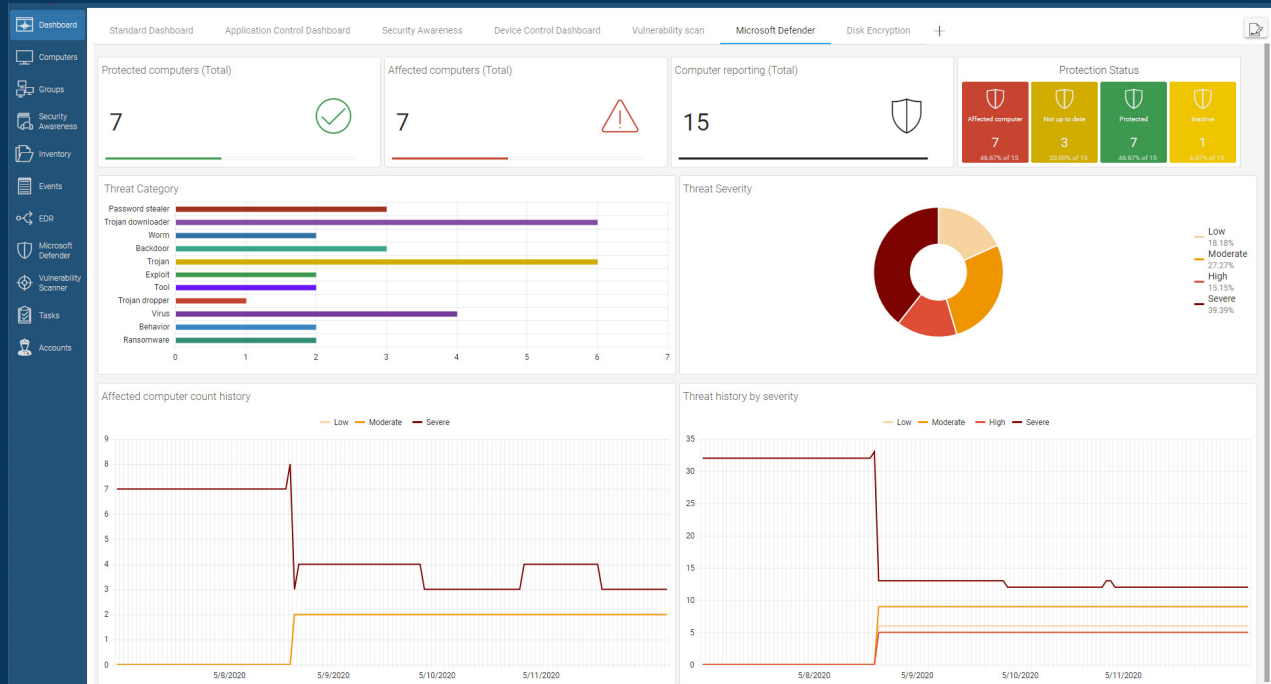 Dashboard
Computers
Groups
Security
Awareness
Inventory
Events
EDR
Microsoft
Defender
Vulnerability
Scanner
Tasks
Accounts
Standard Dashboard Application Control Dashboard Security Awareness Device Control Dashboard Vulnerability scan Microsoft Defender Disk Encryption +
Protected computers (Total)
7
Affected computers (Total)
7
Computer reporting (Total)
15
Protection Status
Affected computer Not up to date Protected Inactive
7 3 7 1
46.67% of 15 20.00% of 15 46.67% of 15 6.67% of 15
Threat Category
Password stealer
Trojan downloader
Worm
Backdoor
Trojan
Exploit
Tool
Trojan dropper
Virus
Behavior
Ransomware
0 1 2 3 4 5 6 7
Threat Severity
Low
18.18%
Moderate
27.27%
High
15.15%
Severe
39.39%
Affected computer count history
Low Moderate Severe
9
8
7
6
5
4
3
2
1
0
5/8/2020 5/9/2020 5/10/2020 5/11/2020
Threat history by severity
Low Moderate High Severe
35
30
25
20
15
10
5
0
5/8/2020 5/9/2020 5/10/2020 5/11/2020